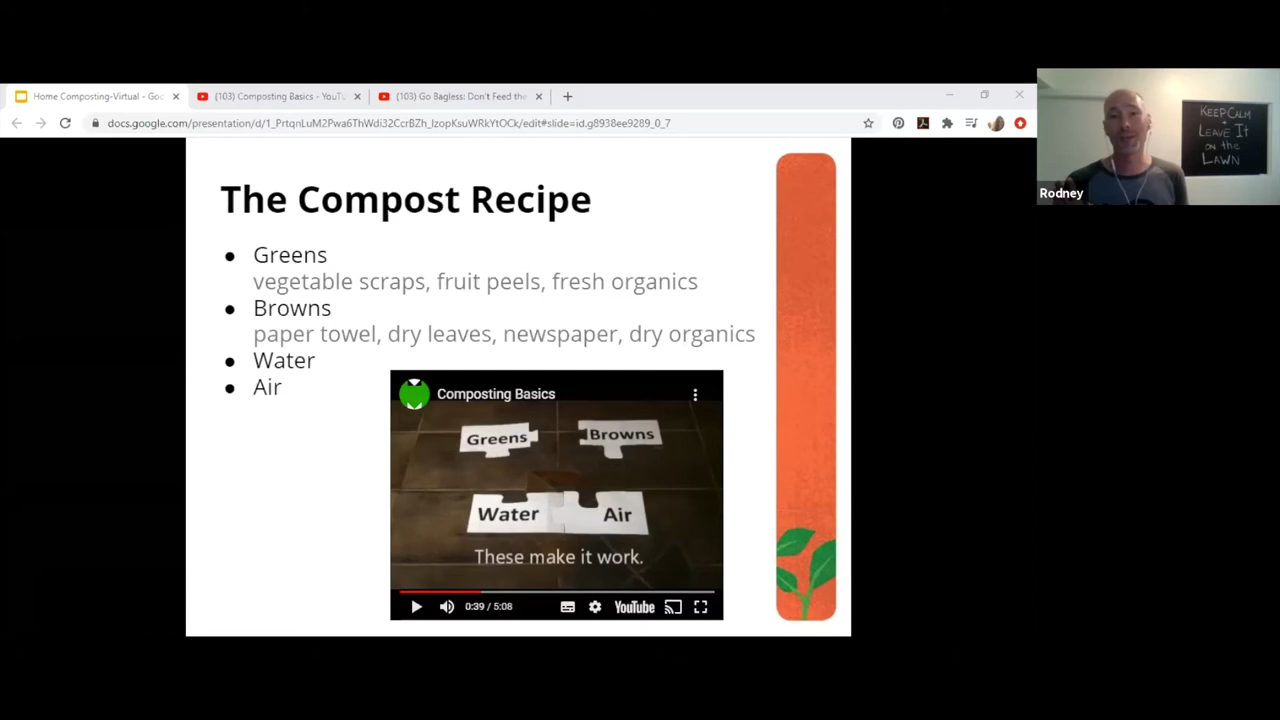 Home Composting-Virtual - Goo
(103) Composting Basics - YouTu
(103) Go Bagless: Don't Feed the
docs.google.com/presentation/d/1_PrtqnLuM2Pwa6ThWdi32CcrBZh_IzopKsuWRkYtOCk/edit#slide=id.g8938ee9289_0_7
KEEP CALM
+
LEAVE IT
on the
LAWN
Rodney
The Compost Recipe
● Greens
vegetable scraps, fruit peels, fresh organics
● Browns
paper towel, dry leaves, newspaper, dry organics
● Water
● Air
Composting Basics
Greens
Browns
Water
Air
These make it work.
0:39 / 5:08
YouTube